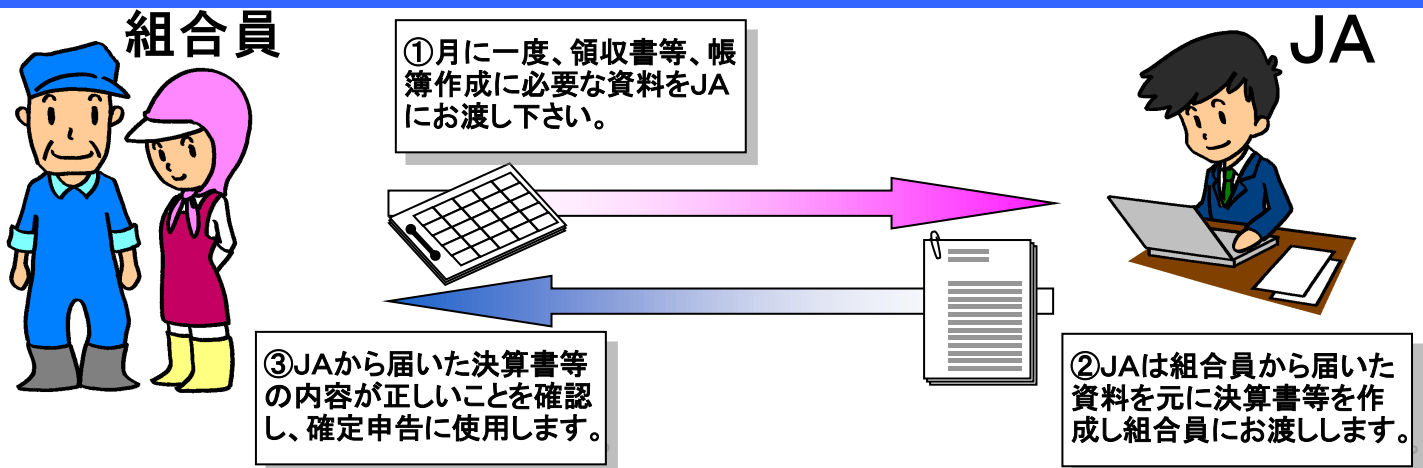 組合員
①月に一度、領収書等、帳
簿作成に必要な資料をJA
にお渡し下さい。
JA
②JAは組合員から届いた
資料を元に決算書等を作
成し組合員にお渡しします。
③JAから届いた決算書等
の内容が正しいことを確認
し、確定申告に使用します。